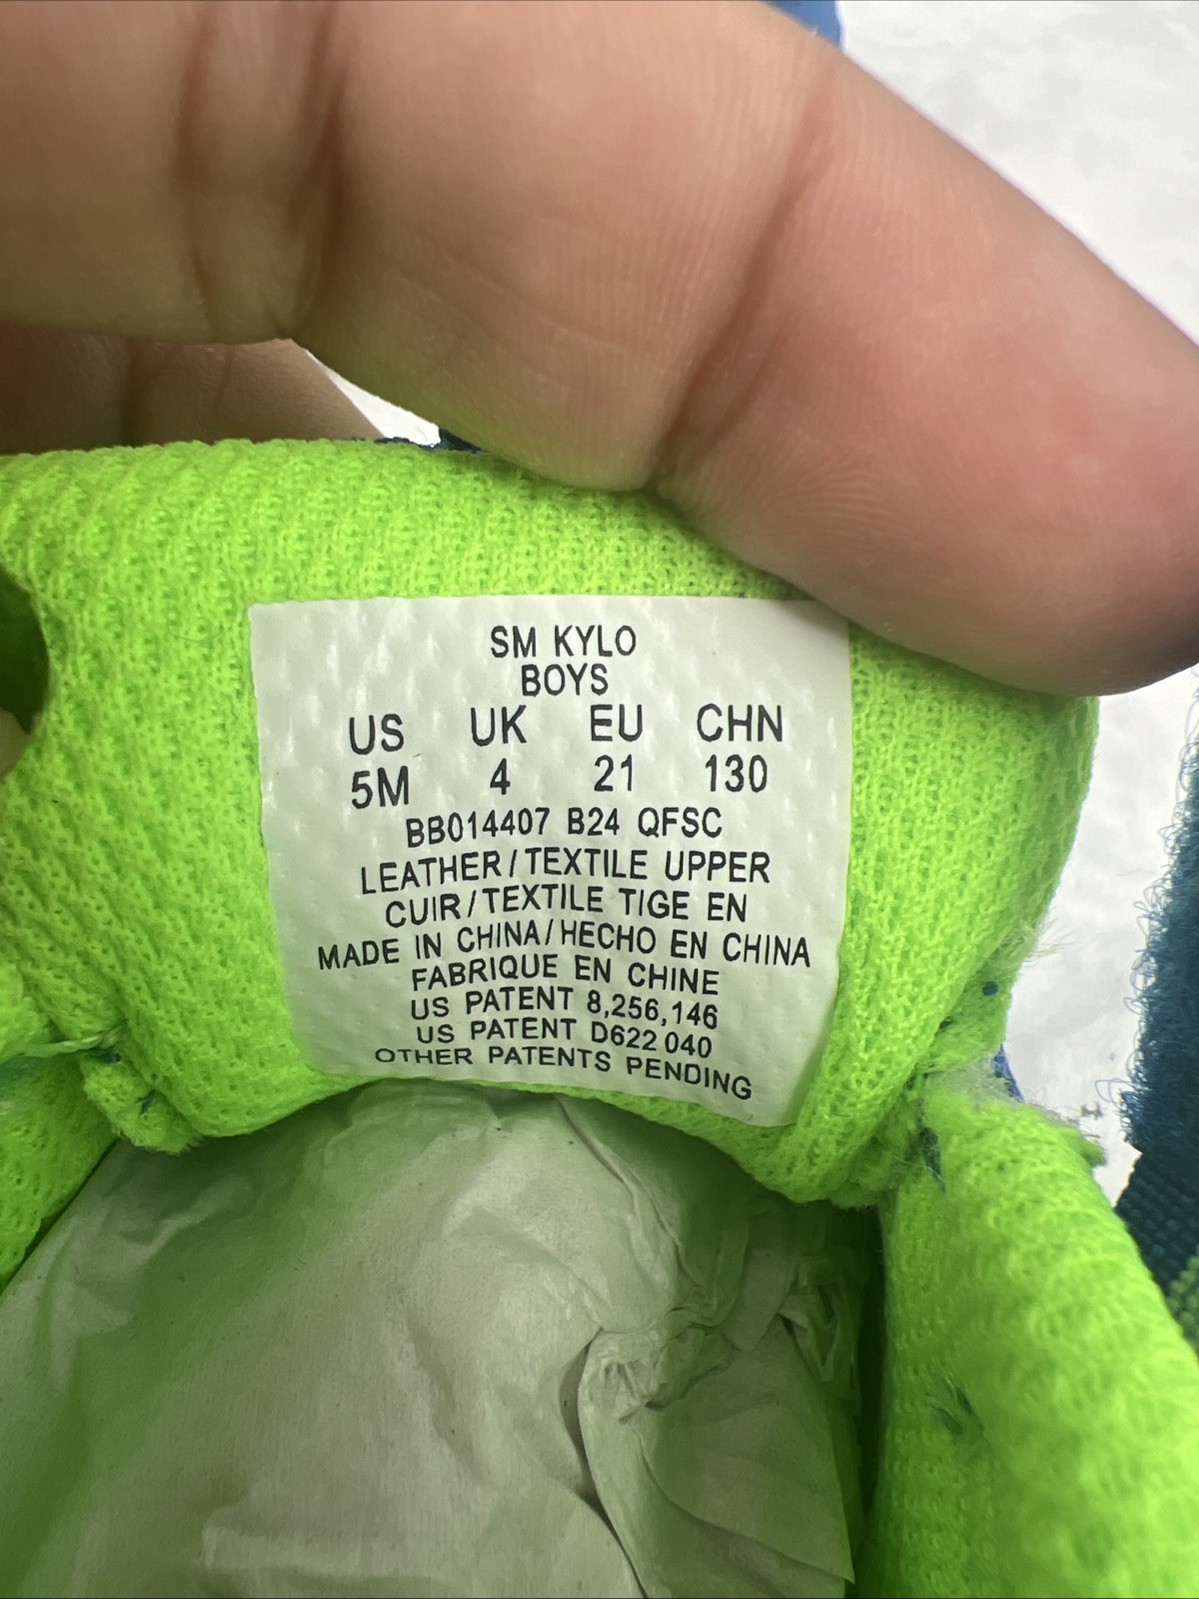 SM KYLO
BOYS
US UK EU CHN
5M 4 21 130
BB014407 B24 QFSC
LEATHER/TEXTILE UPPER
CUIR/TEXTILE TIGE EN
MADE IN CHINA/HECHO EN CHINA
FABRIQUE EN CHINE
US PATENT 8,256,146
US PATENT D622 040
OTHER PATENTS PENDING